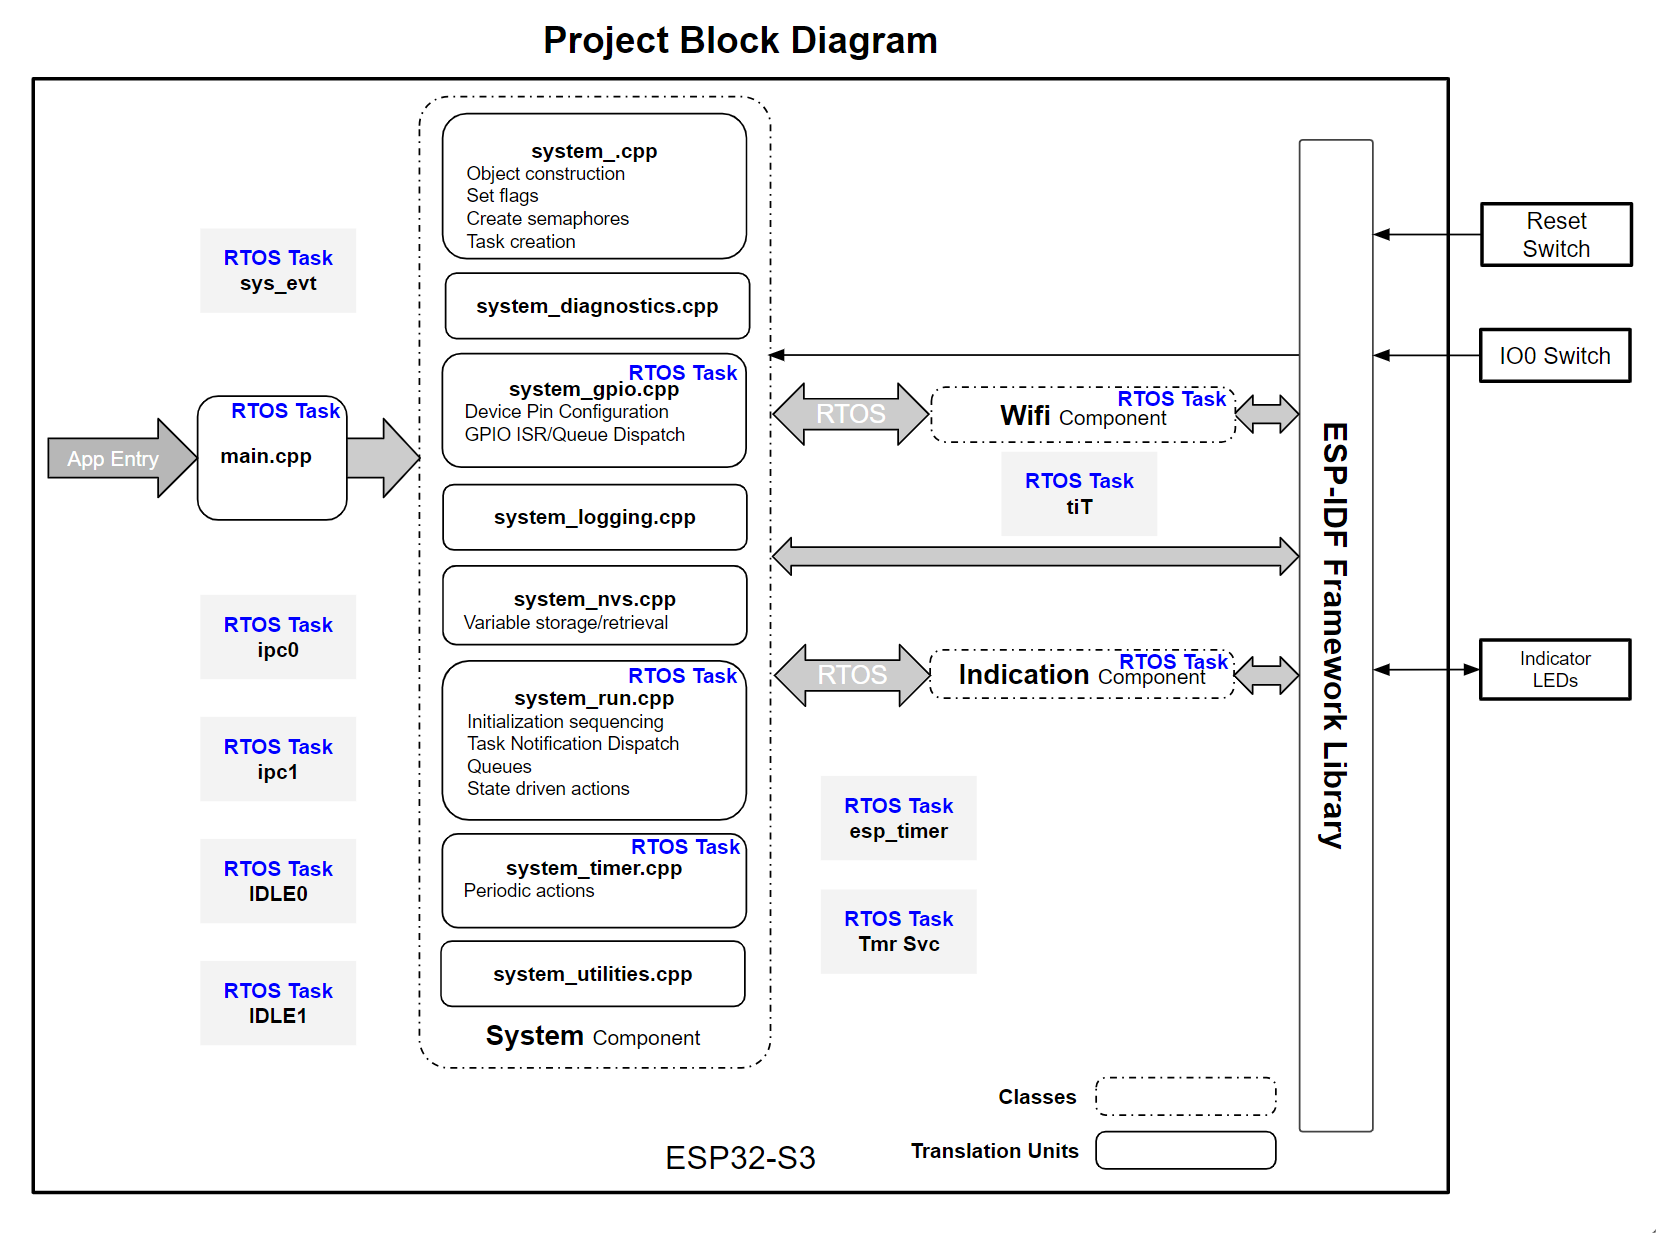 Project Block Diagram
system_.cpp
Object construction
Set flags
Create semaphores
Task creation
system_diagnostics.cpp
RTOS Task
system_gpio.cpp
Device Pin Configuration
GPIO ISR/Queue Dispatch
system_logging.cpp
system_nvs.cpp
Variable storage/retrieval
RTOS Task
system_run.cpp
Initialization sequencing
Task Notification Dispatch
Queues
State driven actions
RTOS Task
system_timer.cpp
Periodic actions
system_utilities.cpp
System Component
RTOS Task
sys_evt
App Entry
RTOS Task
main.cpp
RTOS Task
ipc0
RTOS Task
ipc1
RTOS Task
IDLE0
RTOS Task
IDLE1
RTOS
RTOS Task
Wifi Component
RTOS Task
tiT
RTOS
RTOS Task
Indication Component
RTOS Task
esp_timer
RTOS Task
Tmr Svc
ESP-IDF Framework Library
Reset
Switch
IO0 Switch
Indicator
LEDs
Classes
Translation Units
ESP32-S3